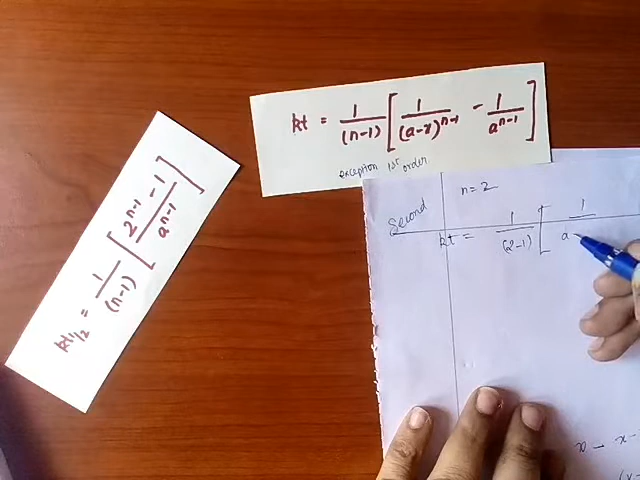 kt = 1/(n-1) [ 1/(a-x)^(n-1) - 1/a^(n-1) ]
exception 1st order
kt1/2 = 1/(n-1) [ (2^(n-1) - 1)/a^(n-1) ]
Second n=2
kt = 1/(2-1) [ 1/a-